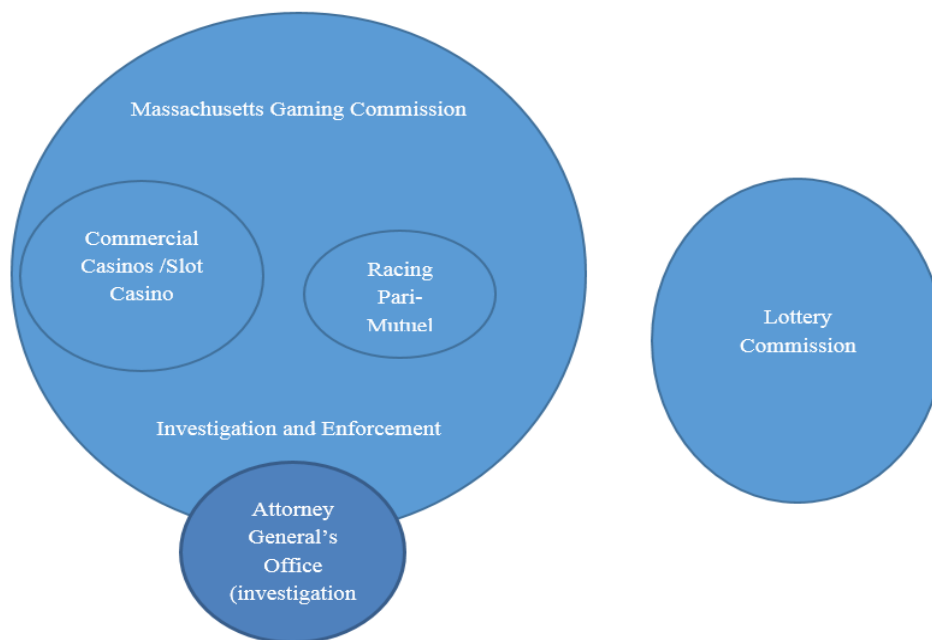 Massachusetts Gaming Commission
Commercial
Casinos /Slot
Casino
Racing
Pari-
Mutuel
Lottery
Commission
Investigation and Enforcement
Attorney
General’s
Office
(investigation